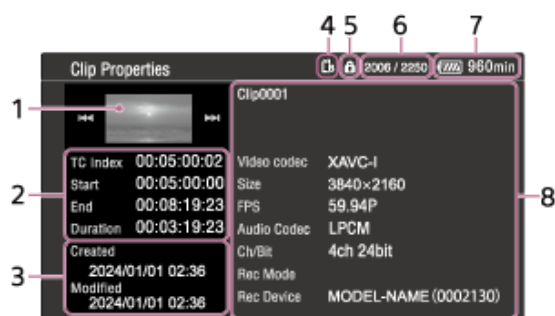 4 5 6 7
Clip Properties 2006 / 2250 960min
1
Clip0001
2
TC Index 00:05:00:02
Start 00:05:00:00
End 00:08:19:23
Duration 00:03:19:23
3
Created
2024/01/01 02:36
Modified
2024/01/01 02:36
Video codec XAVC-I
Size 3840×2160
FPS 59.94P
Audio Codec LPCM
Ch/Bit 4ch 24bit
Rec Mode
Rec Device MODEL-NAME (0002130)
8